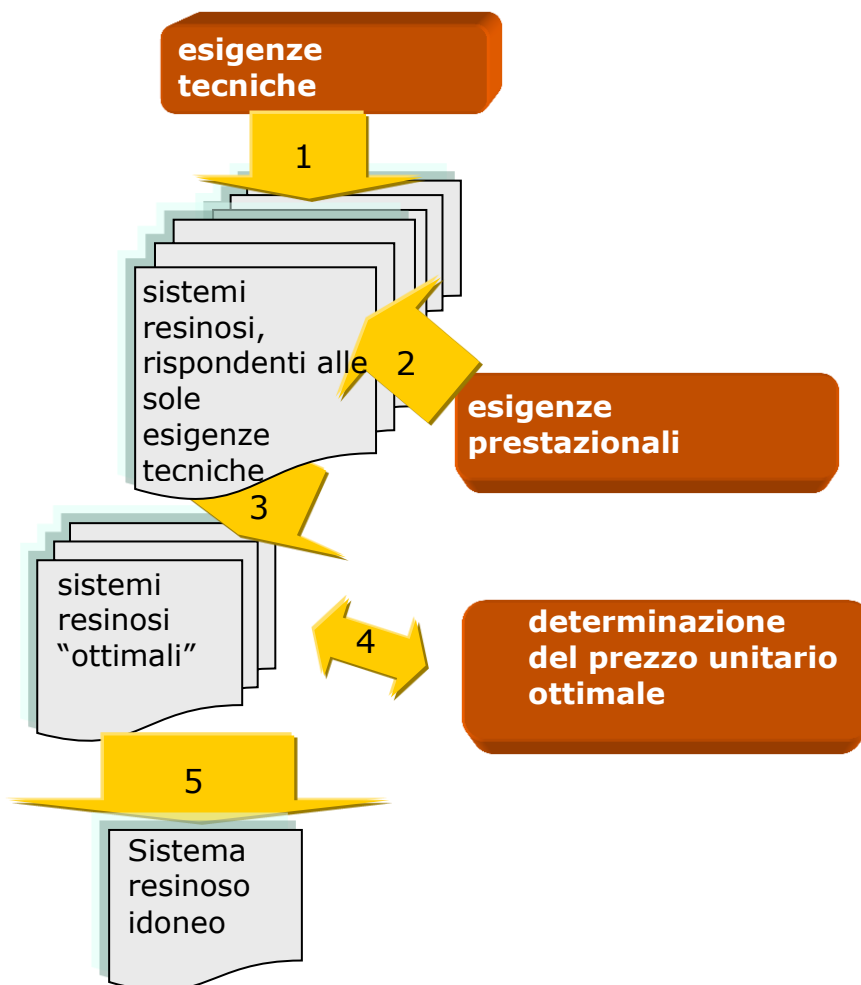 esigenze
tecniche
1
sistemi
resinosi,
rispondenti alle
sole
esigenze
tecniche
2
esigenze
prestazionali
3
sistemi
resinosi
“ottimali”
4
determinazione
del prezzo unitario
ottimale
5
Sistema
resinoso
idoneo